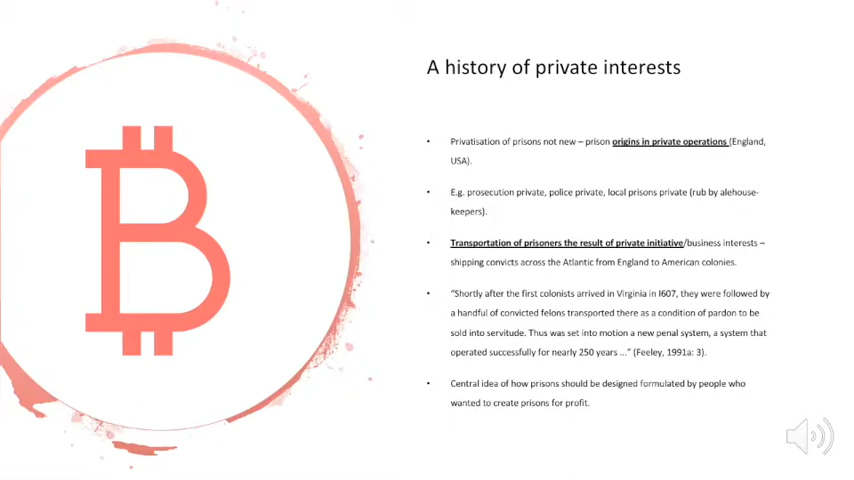 A history of private interests
• Privatisation of prisons not new – prison origins in private operations (England,
USA).
• E.g. prosecution private, police private, local prisons private (rub by alehouse-
keepers).
• Transportation of prisoners the result of private initiative/business interests –
shipping convicts across the Atlantic from England to American colonies.
• “Shortly after the first colonists arrived in Virginia in I607, they were followed by
a handful of convicted felons transported there as a condition of pardon to be
sold into servitude. Thus was set into motion a new penal system, a system that
operated successfully for nearly 250 years ...” (Feeley, 1991a: 3).
• Central idea of how prisons should be designed formulated by people who
wanted to create prisons for profit.